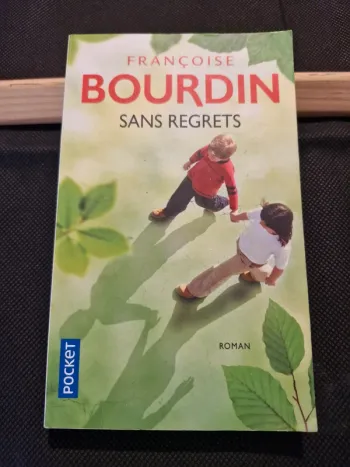 FRANÇOISE
BOURDIN
SANS REGRETS
ROMAN
POCKET